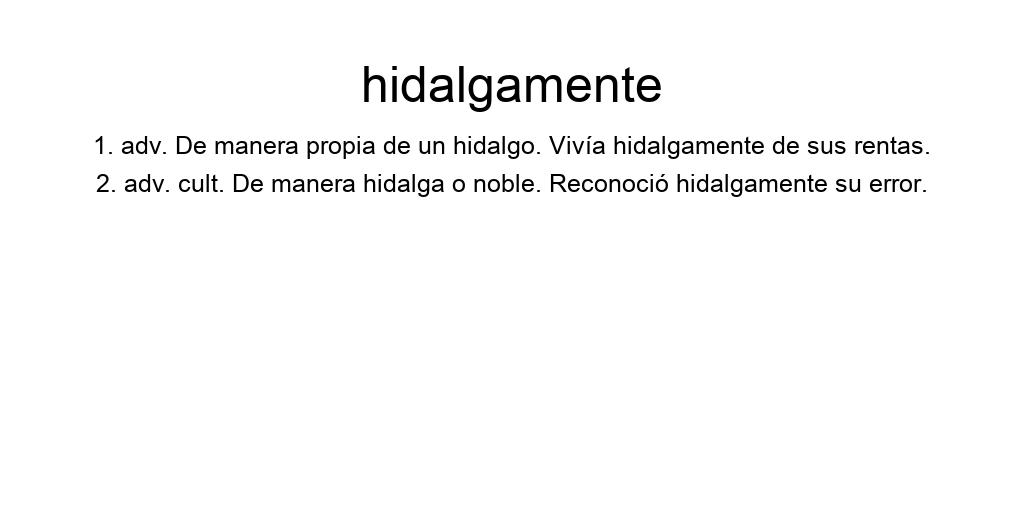 hidalgamente
1. adv. De manera propia de un hidalgo. Vivía hidalgamente de sus rentas.
2. adv. cult. De manera hidalga o noble. Reconoció hidalgamente su error.